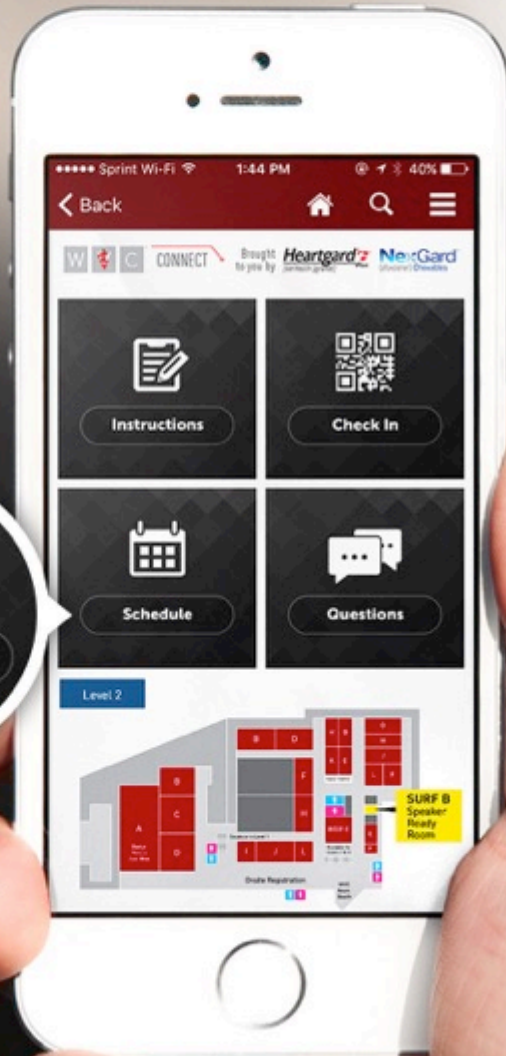 Sprint Wi-Fi 1:44 PM 40%
Back
W C CONNECT Brought to you by Heartgard Plus NexGard
Instructions
Check In
Schedule
Questions
Level 2
B D
F
H
I J L
A
B
C
D
SURF B
Speaker
Ready
Room
Onsite Registration